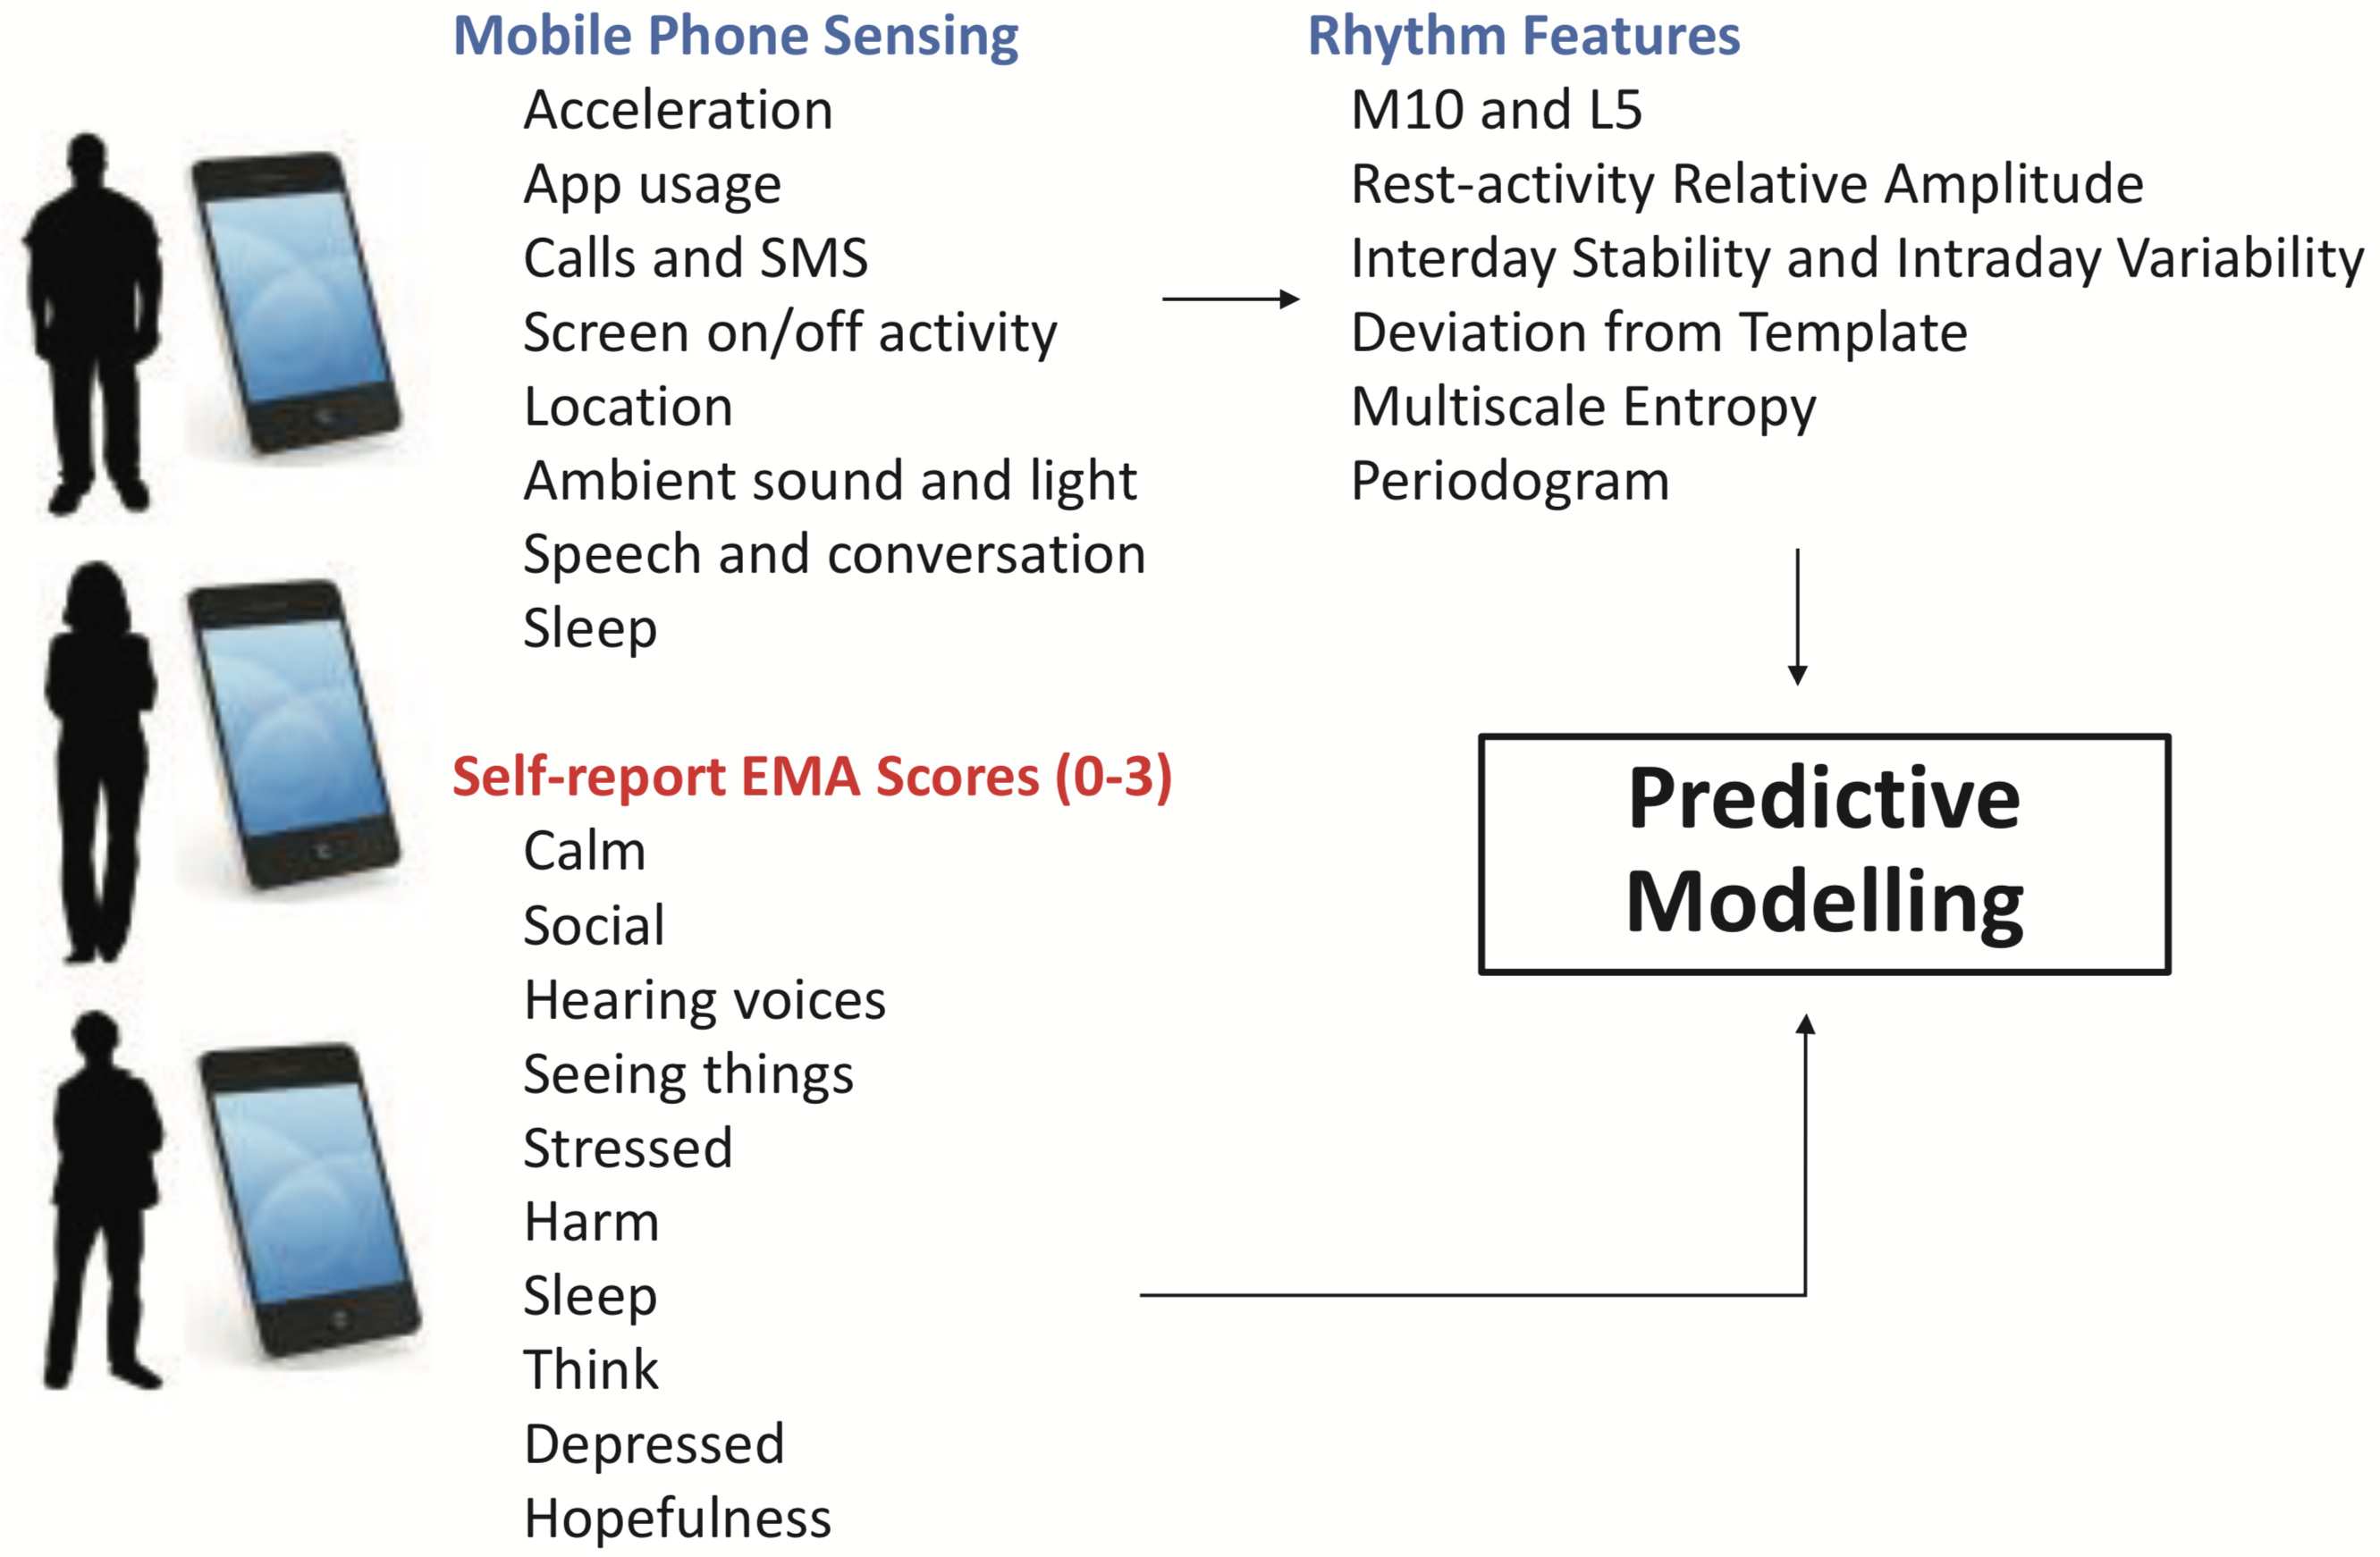 Mobile Phone Sensing
Acceleration
App usage
Calls and SMS
Screen on/off activity
Location
Ambient sound and light
Speech and conversation
Sleep
Rhythm Features
M10 and L5
Rest-activity Relative Amplitude
Interday Stability and Intraday Variability
Deviation from Template
Multiscale Entropy
Periodogram
Self-report EMA Scores (0-3)
Calm
Social
Hearing voices
Seeing things
Stressed
Harm
Sleep
Think
Depressed
Hopefulness
Predictive
Modelling